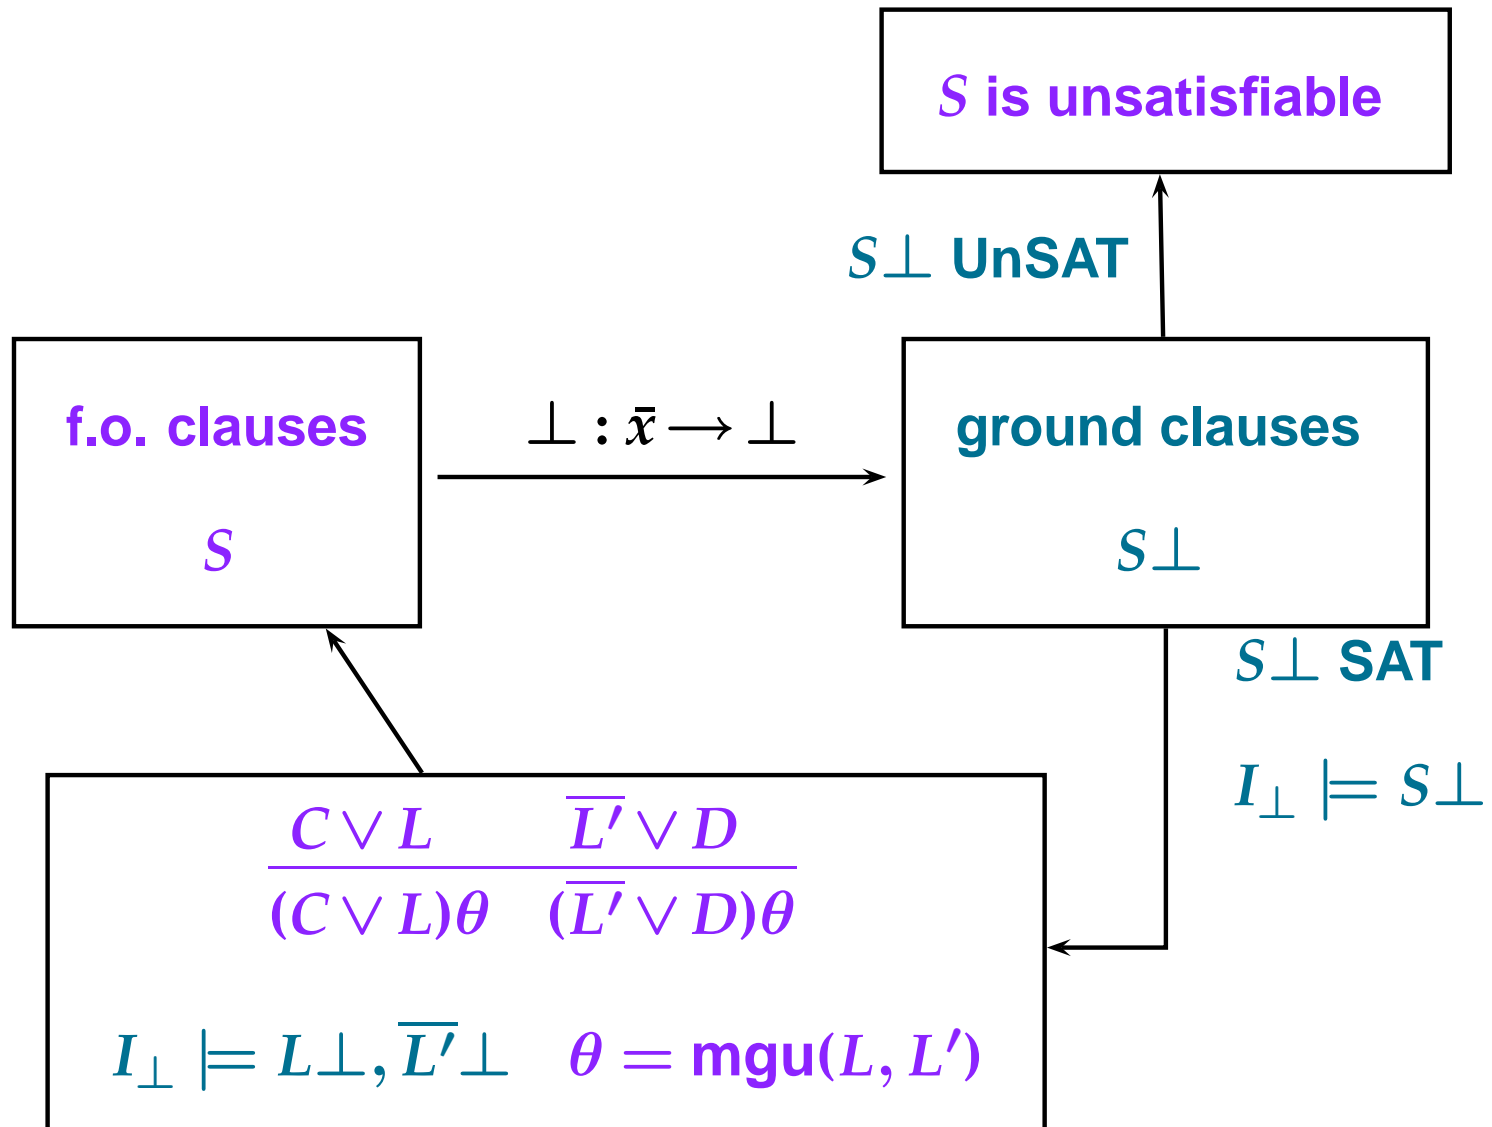 S is unsatisfiable
S⊥ UnSAT
f.o. clauses
S
⊥ : x̄ → ⊥
ground clauses
S⊥
S⊥ SAT
I⊥ ⊨ S⊥
C ∨ L    L̅'̅ ∨ D
(C ∨ L)θ    (L̅'̅ ∨ D)θ
I⊥ ⊨ L⊥, L̅'̅⊥    θ = mgu(L, L′)